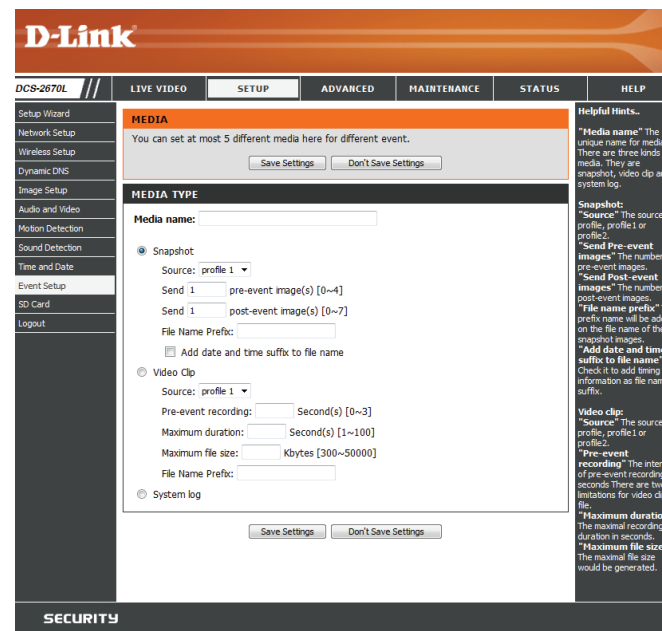 D-Link
DCS-2670L
LIVE VIDEO
SETUP
ADVANCED
MAINTENANCE
STATUS
HELP
Setup Wizard
Network Setup
Wireless Setup
Dynamic DNS
Image Setup
Audio and Video
Motion Detection
Sound Detection
Time and Date
Event Setup
SD Card
Logout
MEDIA
You can set at most 5 different media here for different event.
Save Settings Don't Save Settings
MEDIA TYPE
Media name:
Snapshot
Source: profile 1
Send 1 pre-event image(s) [0~4]
Send 1 post-event image(s) [0~7]
File Name Prefix:
Add date and time suffix to file name
Video Clip
Source: profile 1
Pre-event recording: Second(s) [0~3]
Maximum duration: Second(s) [1~100]
Maximum file size: Kbytes [300~50000]
File Name Prefix:
System log
Save Settings Don't Save Settings
Helpful Hints..
"Media name" The
unique name for media
There are three kinds
media. They are
snapshot, video clip
system log.
Snapshot:
"Source" The source
profile, profile1 or
profile2.
"Send Pre-event
images" The number
pre-event images.
"Send Post-event
images" The number
post-event images.
"File name prefix"
prefix name will be
on the file name of the
snapshot images.
"Add date and time
suffix to file name"
Check it to add timing
information as file
suffix.
Video clip:
"Source" The source
profile, profile1 or
profile2.
"Pre-event
recording" The
of pre-event recording
seconds There are two
limitations for video
file.
"Maximum
The maximal recording
duration in seconds.
"Maximum file size
The maximal file size
would be generated.
SECURITY